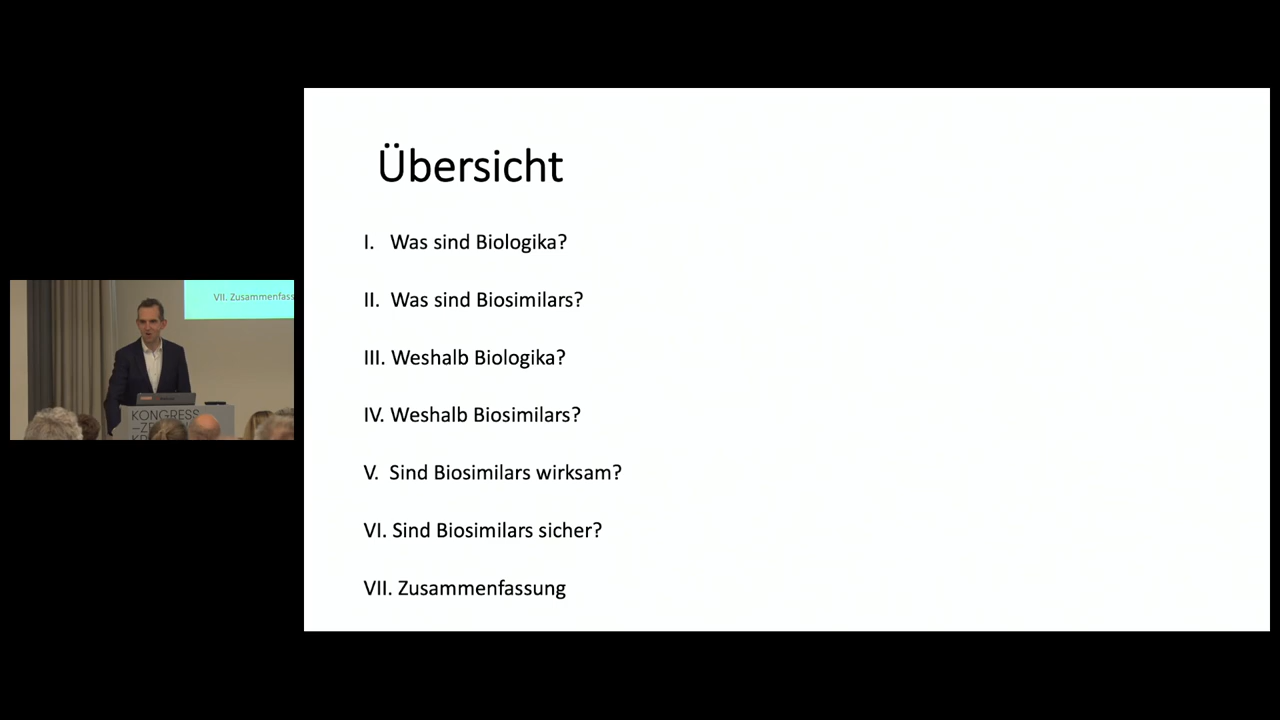 Übersicht
I. Was sind Biologika?
II. Was sind Biosimilars?
III. Weshalb Biologika?
IV. Weshalb Biosimilars?
V. Sind Biosimilars wirksam?
VI. Sind Biosimilars sicher?
VII. Zusammenfassung
VII. Zusammenfass
KONGRESS